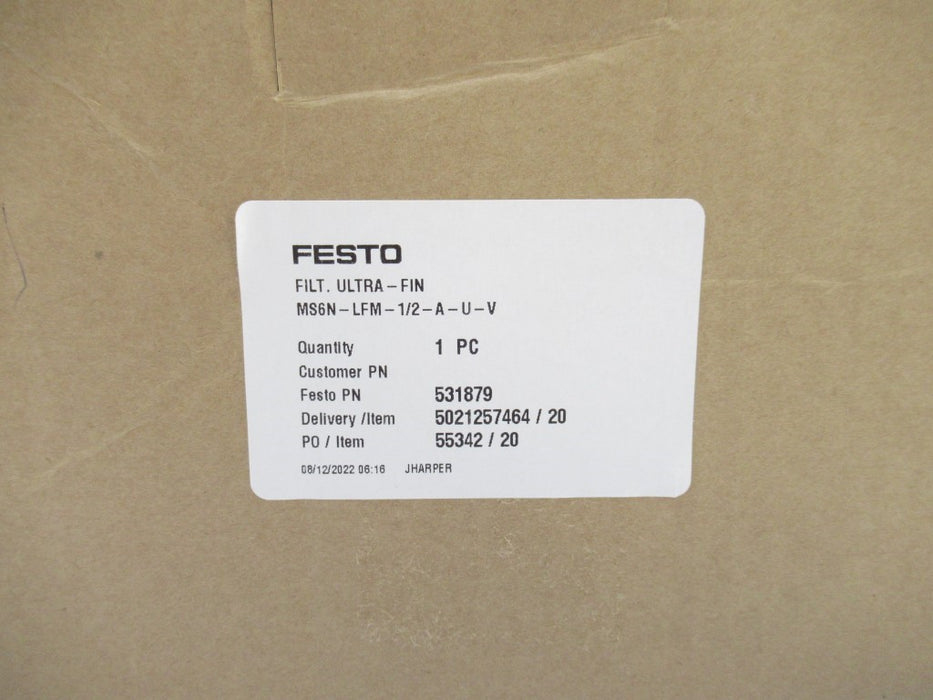 FESTO
FILT. ULTRA-FIN
MS6N-LFM-1/2-A-U-V
Quantity 1 PC
Customer PN
Festo PN 531879
Delivery /Item 5021257464 / 20
PO / Item 55342 / 20
08/12/2022 06:16 JHARPER